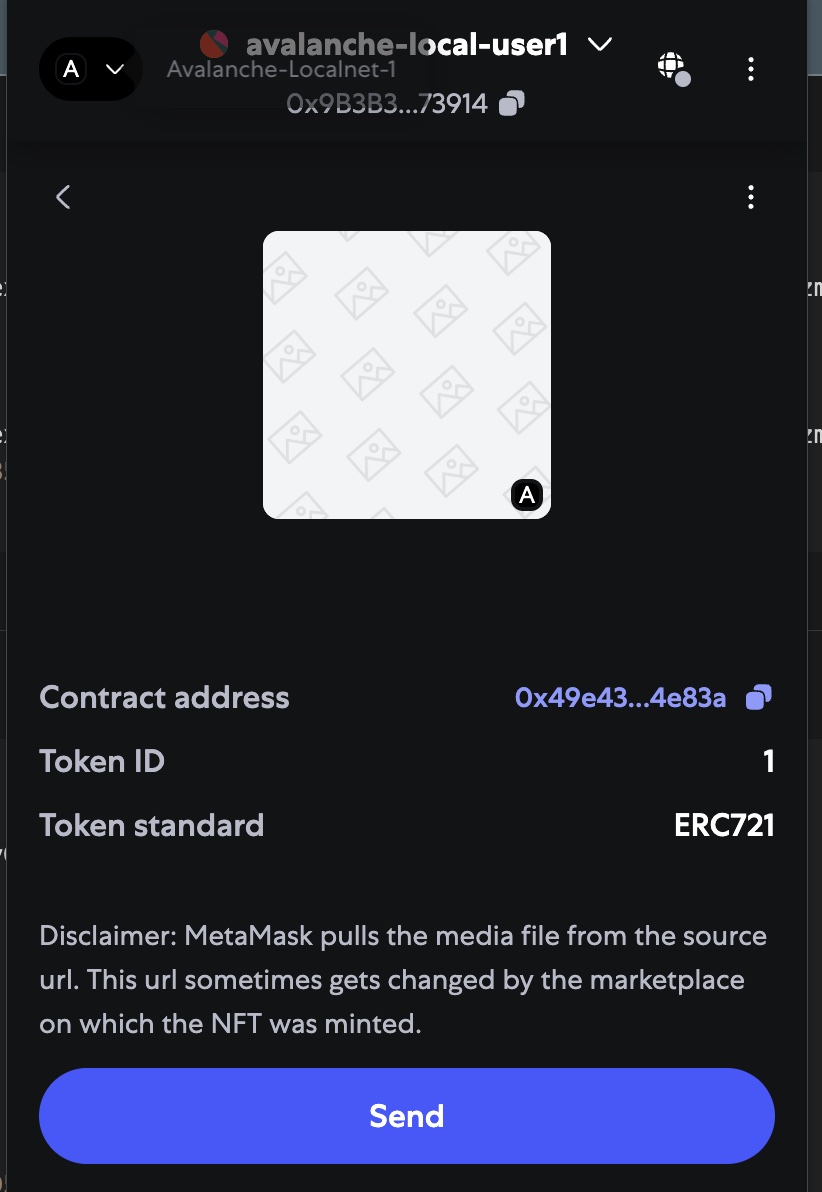 A
avalanche-local-user1
Avalanche-Localnet-1
0x9B3B3...73914
A
Contract address 0x49e43...4e83a
Token ID 1
Token standard ERC721
Disclaimer: MetaMask pulls the media file from the source
url. This url sometimes gets changed by the marketplace
on which the NFT was minted.
Send